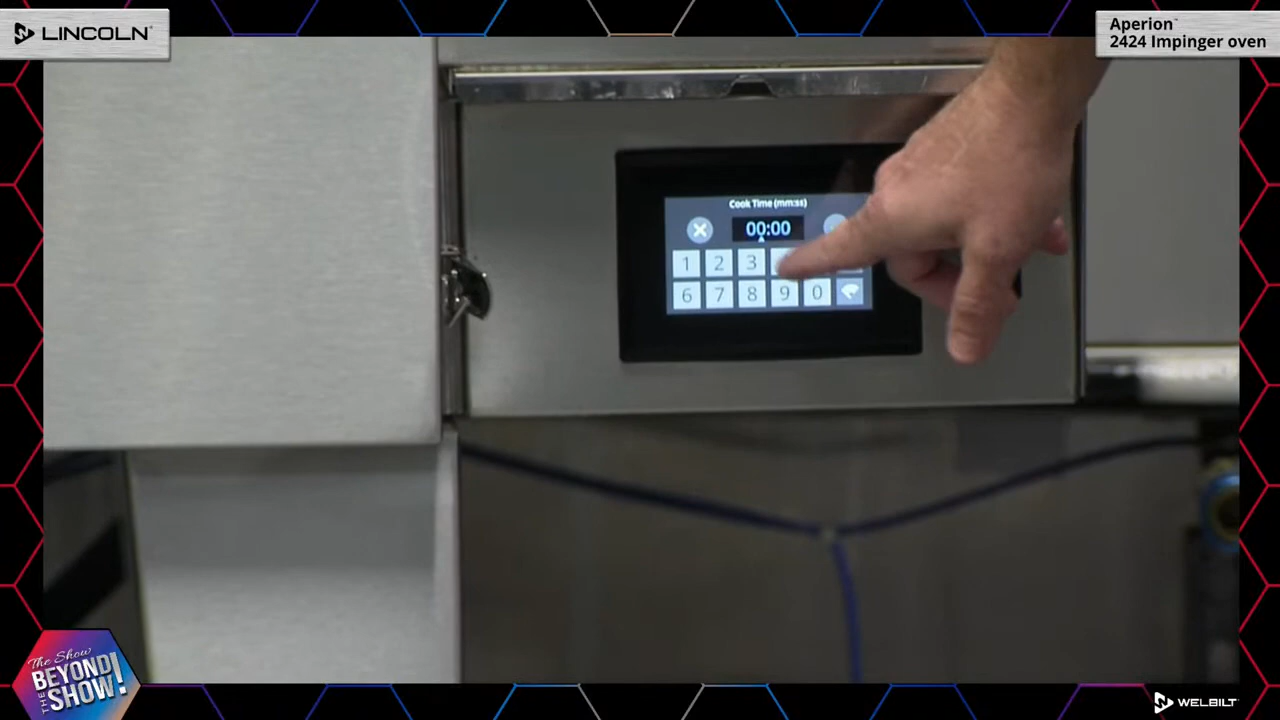 LINCOLN
Aperion™
2424 Impinger oven
Cook Time (mm:ss)
00:00
1 2 3
6 7 8 9 0
The Show
BEYOND
THE SHOW!
WELBILT